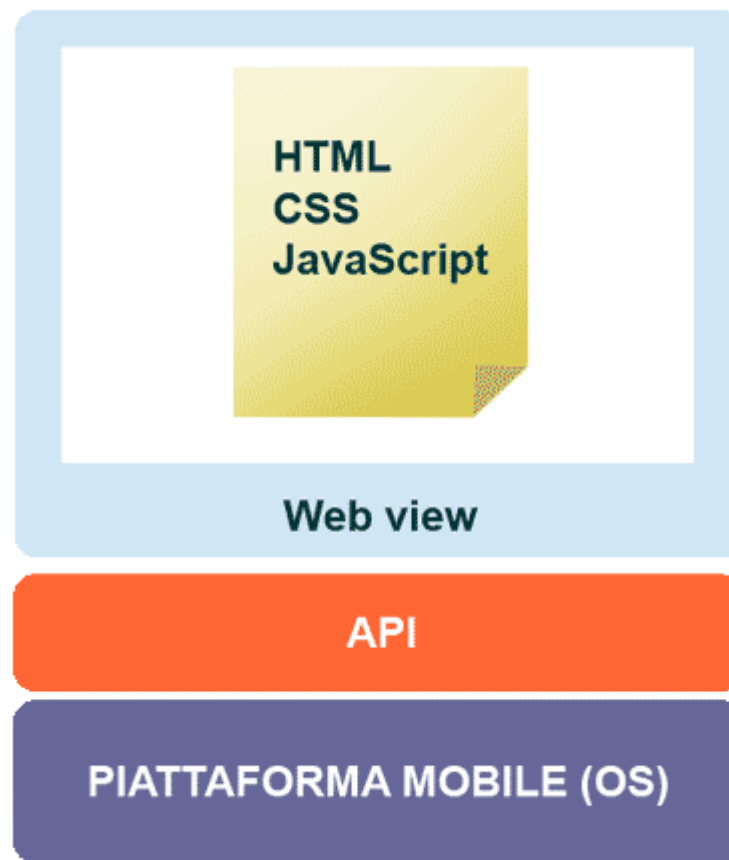 HTML
CSS
JavaScript
Web view
API
PIATTAFORMA MOBILE (OS)